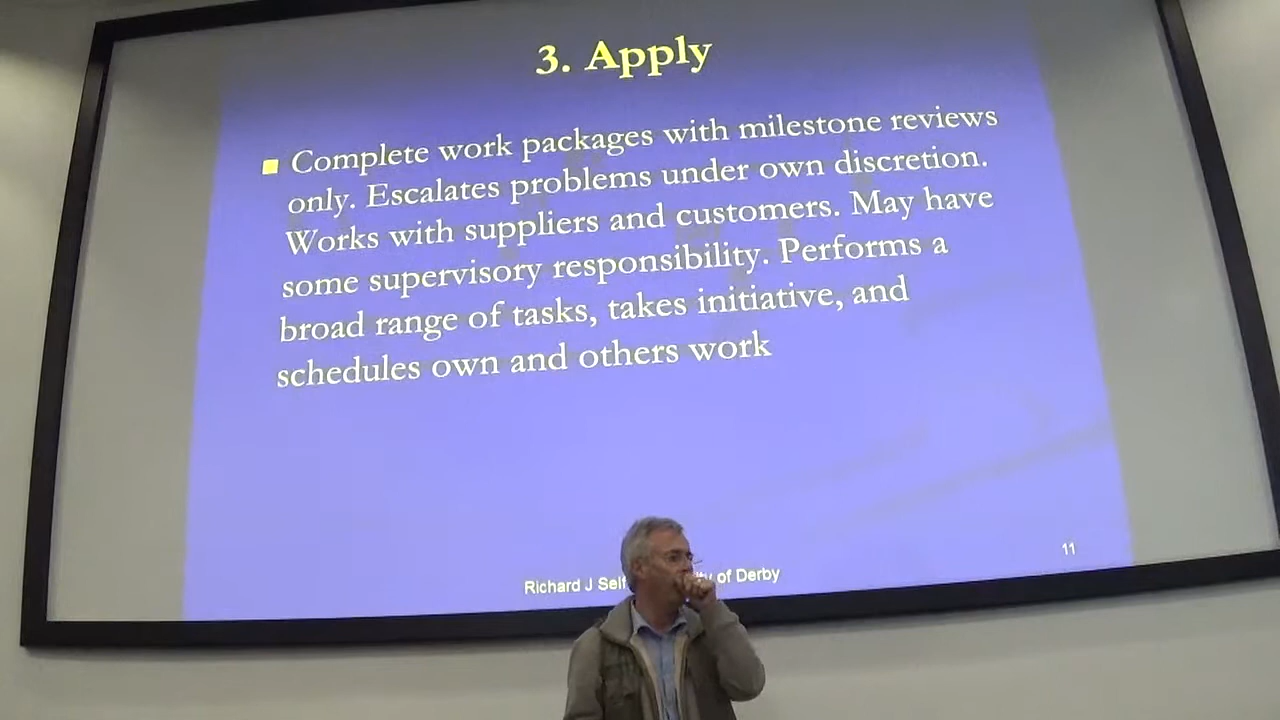 3. Apply
Complete work packages with milestone reviews
only. Escalates problems under own discretion.
Works with suppliers and customers. May have
some supervisory responsibility. Performs a
broad range of tasks, takes initiative, and
schedules own and others work
Richard J Self of Derby
11